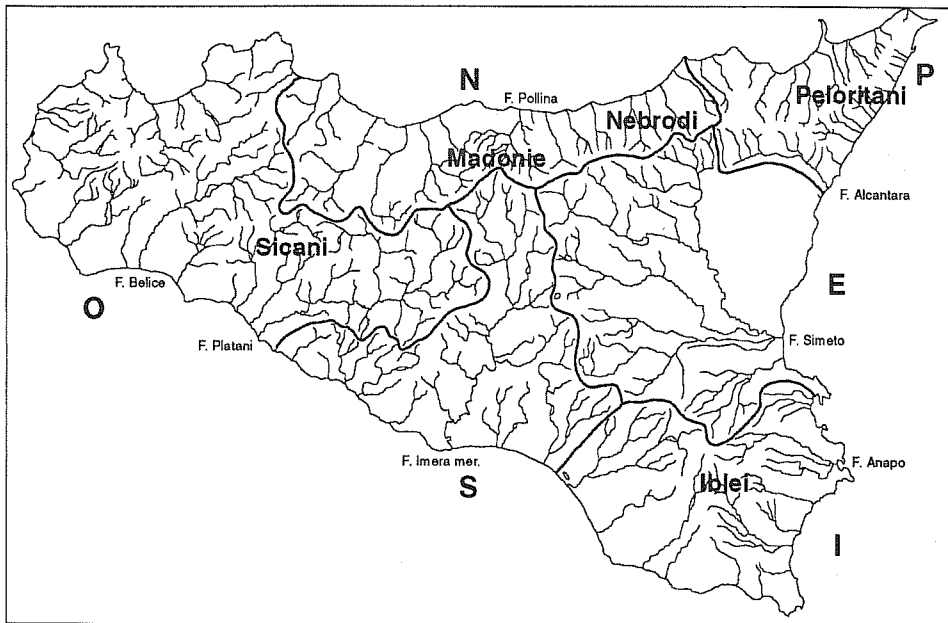 N
P
F. Pollina
Peloritani
Nebrodi
Madonie
F. Alcantara
Sicani
F. Belice
E
O
F. Platani
F. Simeto
F. Imera mer.
F. Anapo
S
Iblei
I